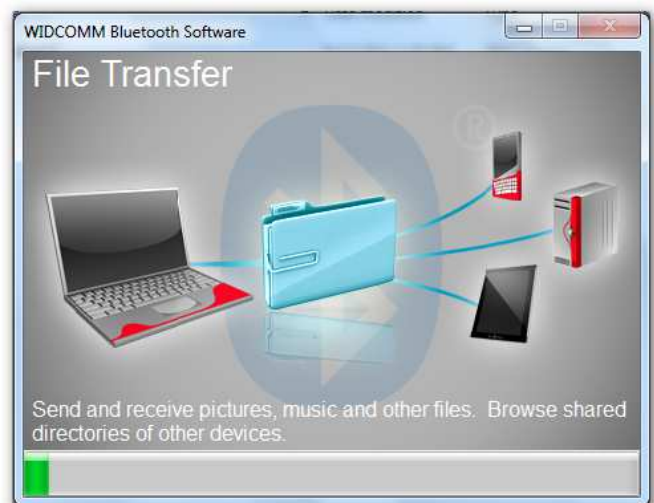 WIDCOMM Bluetooth Software
File Transfer
®
Send and receive pictures, music and other files.  Browse shared
directories of other devices.